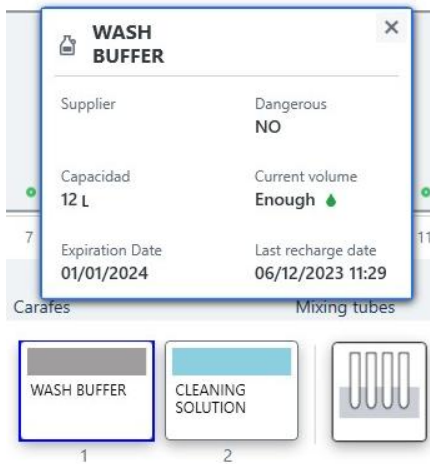 WASH
BUFFER
Supplier
Dangerous
NO
Capacidad
12 L
Current volume
Enough
Expiration Date
01/01/2024
Last recharge date
06/12/2023 11:29
7
11
Carafes
Mixing tubes
WASH BUFFER
CLEANING
SOLUTION
1
2